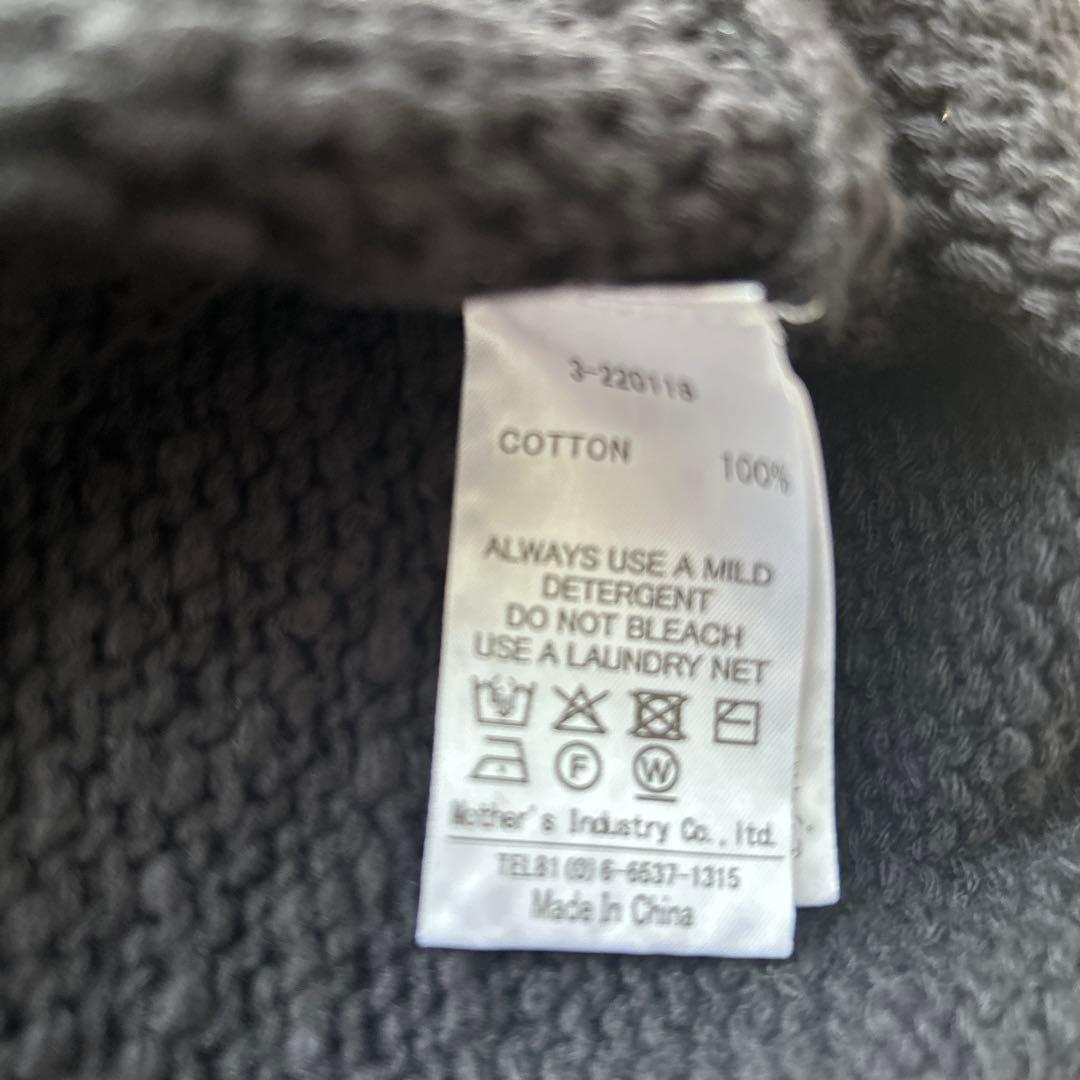 3-220118
COTTON 100%
ALWAYS USE A MILD
DETERGENT
DO NOT BLEACH
USE A LAUNDRY NET
F W
Mother's Industry Co.,ltd.
TEL81(0)6-6537-1315
Made In China